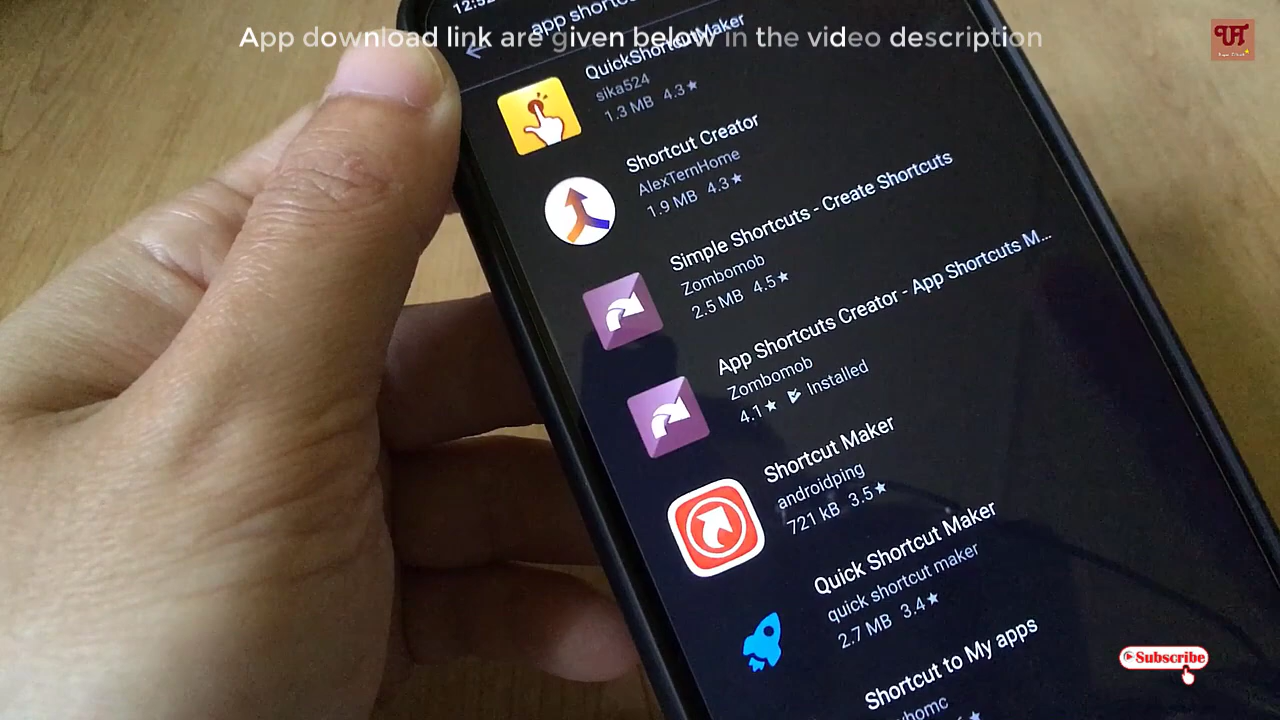 App download link are given below in the video description
app shortc
QuickShortcutMaker
sika524
1.3 MB 4.3★
Shortcut Creator
AlexTernHome
1.9 MB 4.3★
Simple Shortcuts - Create Shortcuts
Zombomob
2.5 MB 4.5★
App Shortcuts Creator - App Shortcuts M...
Zombomob
4.1★ Installed
Shortcut Maker
androidping
721 kB 3.5★
Quick Shortcut Maker
quick shortcut maker
2.7 MB 3.4★
Shortcut to My apps
Subscribe